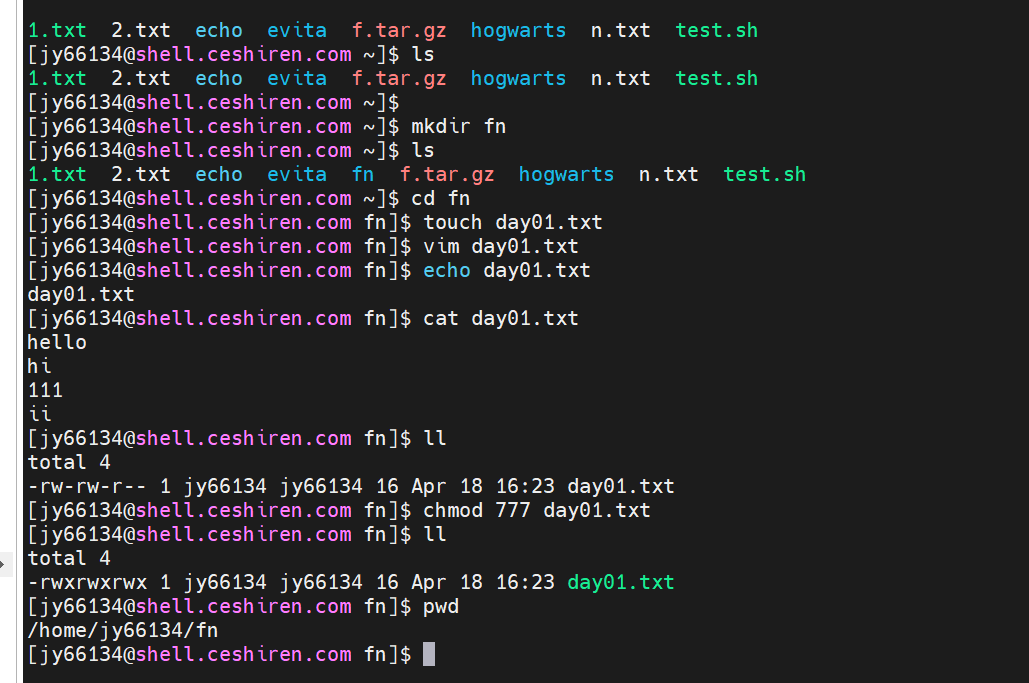 1.txt  2.txt  echo  evita  f.tar.gz  hogwarts  n.txt  test.sh
[jy66134@shell.ceshiren.com ~]$ ls
1.txt  2.txt  echo  evita  f.tar.gz  hogwarts  n.txt  test.sh
[jy66134@shell.ceshiren.com ~]$
[jy66134@shell.ceshiren.com ~]$ mkdir fn
[jy66134@shell.ceshiren.com ~]$ ls
1.txt  2.txt  echo  evita  fn  f.tar.gz  hogwarts  n.txt  test.sh
[jy66134@shell.ceshiren.com ~]$ cd fn
[jy66134@shell.ceshiren.com fn]$ touch day01.txt
[jy66134@shell.ceshiren.com fn]$ vim day01.txt
[jy66134@shell.ceshiren.com fn]$ echo day01.txt
day01.txt
[jy66134@shell.ceshiren.com fn]$ cat day01.txt
hello
hi
111
ii
[jy66134@shell.ceshiren.com fn]$ ll
total 4
-rw-rw-r-- 1 jy66134 jy66134 16 Apr 18 16:23 day01.txt
[jy66134@shell.ceshiren.com fn]$ chmod 777 day01.txt
[jy66134@shell.ceshiren.com fn]$ ll
total 4
-rwxrwxrwx 1 jy66134 jy66134 16 Apr 18 16:23 day01.txt
[jy66134@shell.ceshiren.com fn]$ pwd
/home/jy66134/fn
[jy66134@shell.ceshiren.com fn]$